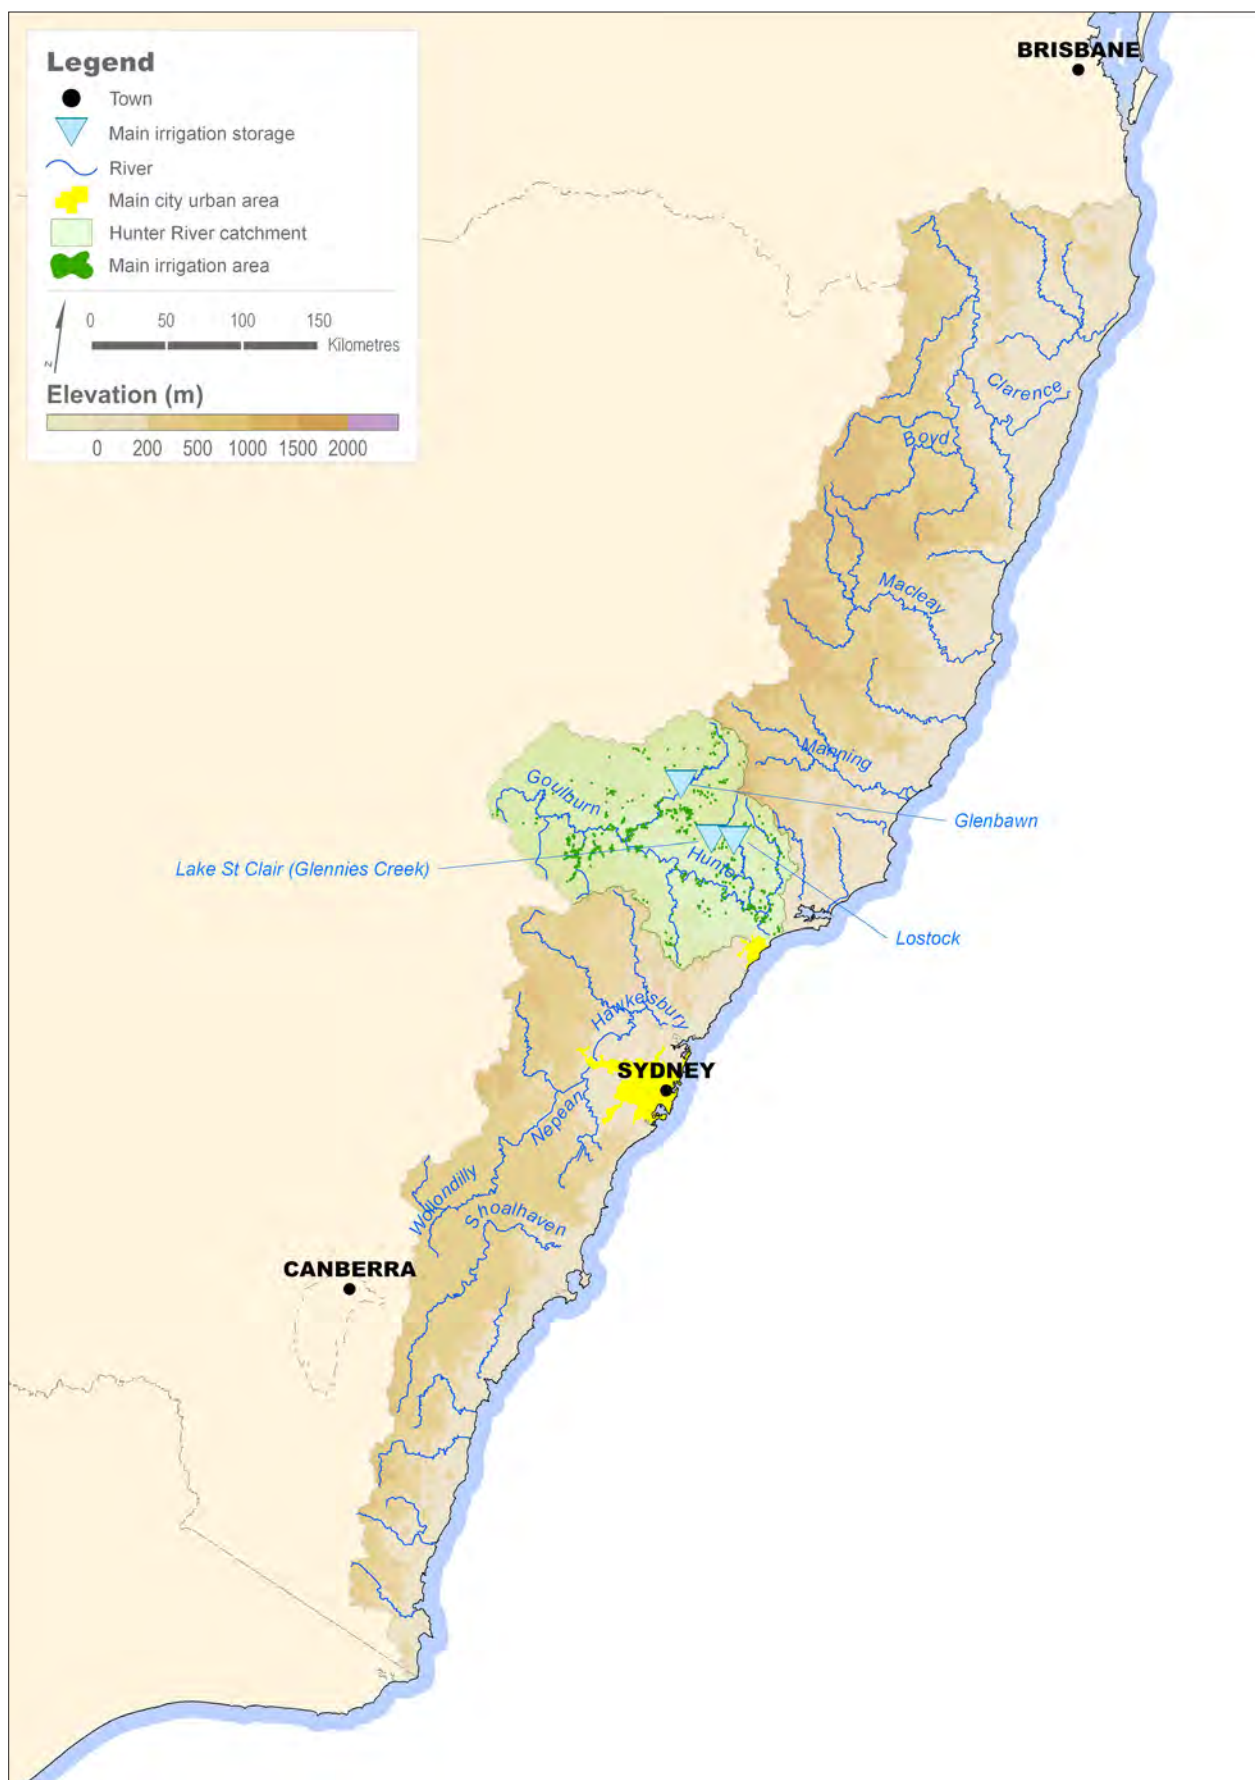 BRISBANE
Legend
Town
Main irrigation storage
River
Main city urban area
Hunter River catchment
Main irrigation area
0 50 100 150
Kilometres
N
Elevation (m)
0 200 500 1000 1500 2000
Clarence
Boyd
Macleay
Manning
Goulburn
Glenbawn
Lake St Clair (Glennies Creek)
Hunter
Lostock
Hawkesbury
SYDNEY
Nepean
Wollondilly
Shoalhaven
CANBERRA